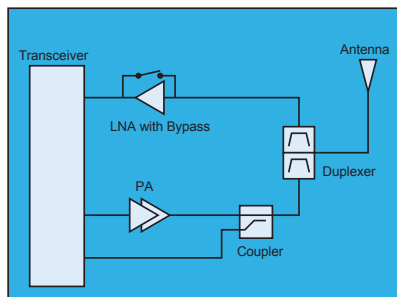 Antenna
Transceiver
LNA with Bypass
Duplexer
PA
Coupler